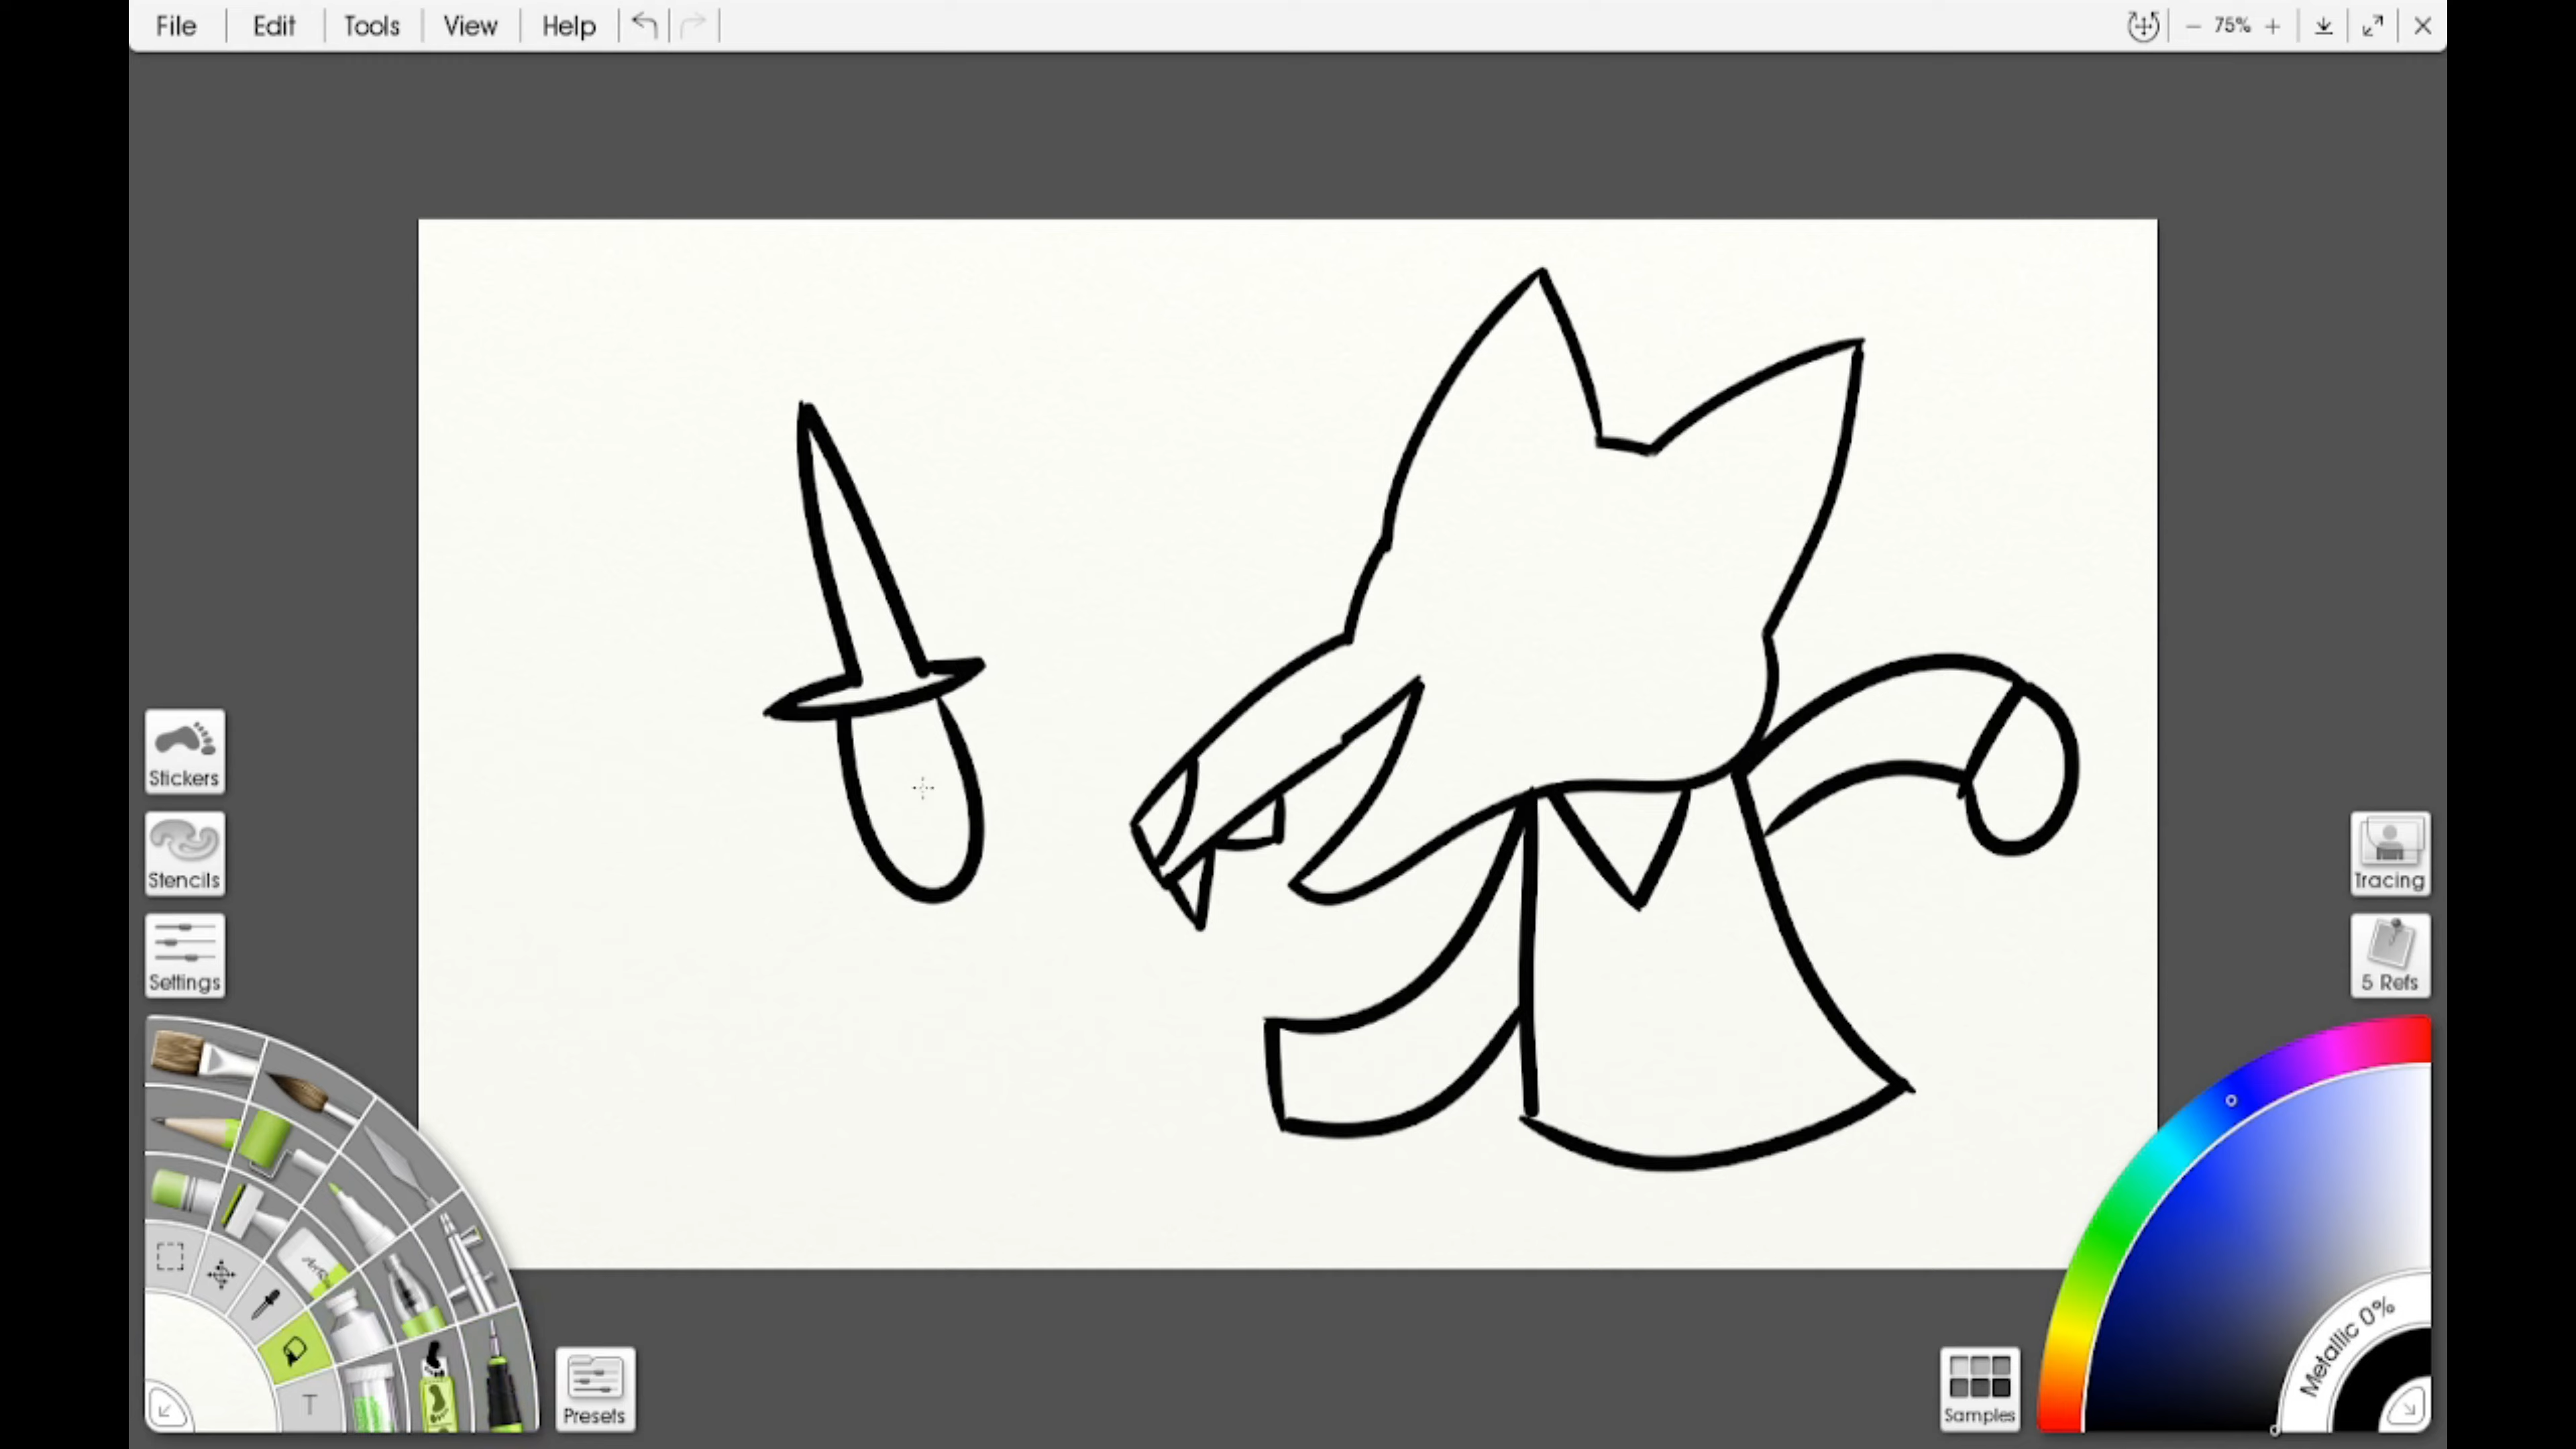 File Edit Tools View Help 75%
Stickers
Stencils
Settings
Tracing
5 Refs
T
Presets
Samples
Metallic 0%